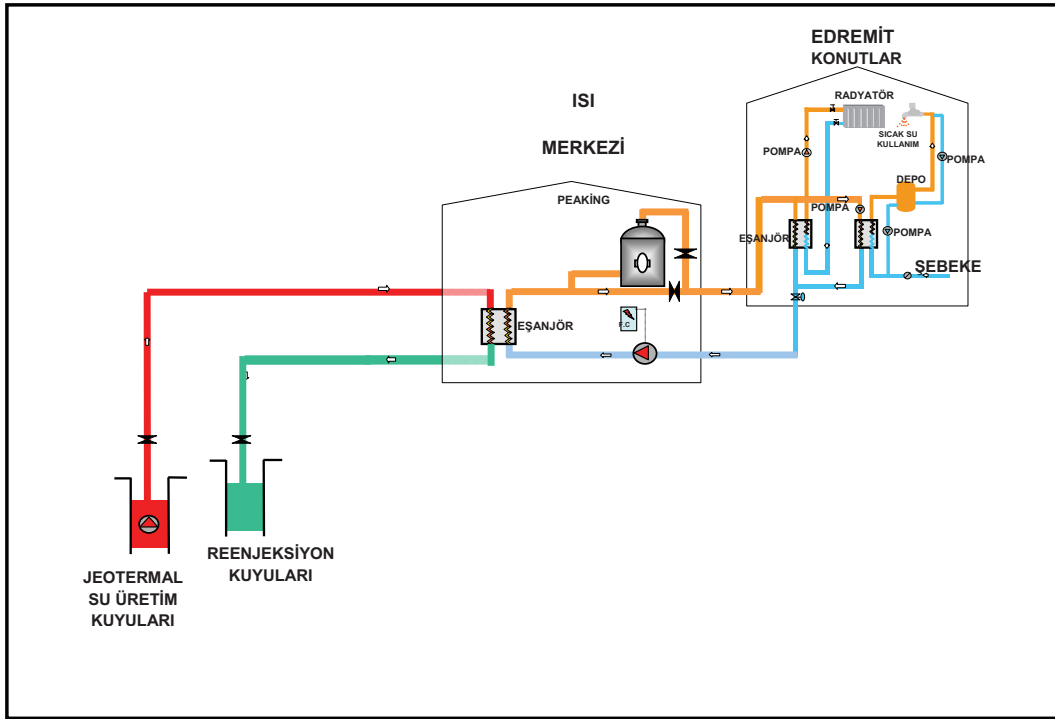 EDREMİT
KONUTLAR
RADYATÖR
SICAK SU
KULLANIM
POMPA
POMPA
DEPO
POMPA
EŞANJÖR
POMPA
ŞEBEKE
ISI
MERKEZİ
PEAKİNG
EŞANJÖR
F.C
REENJEKSİYON
KUYULARI
JEOTERMAL
SU ÜRETİM
KUYULARI